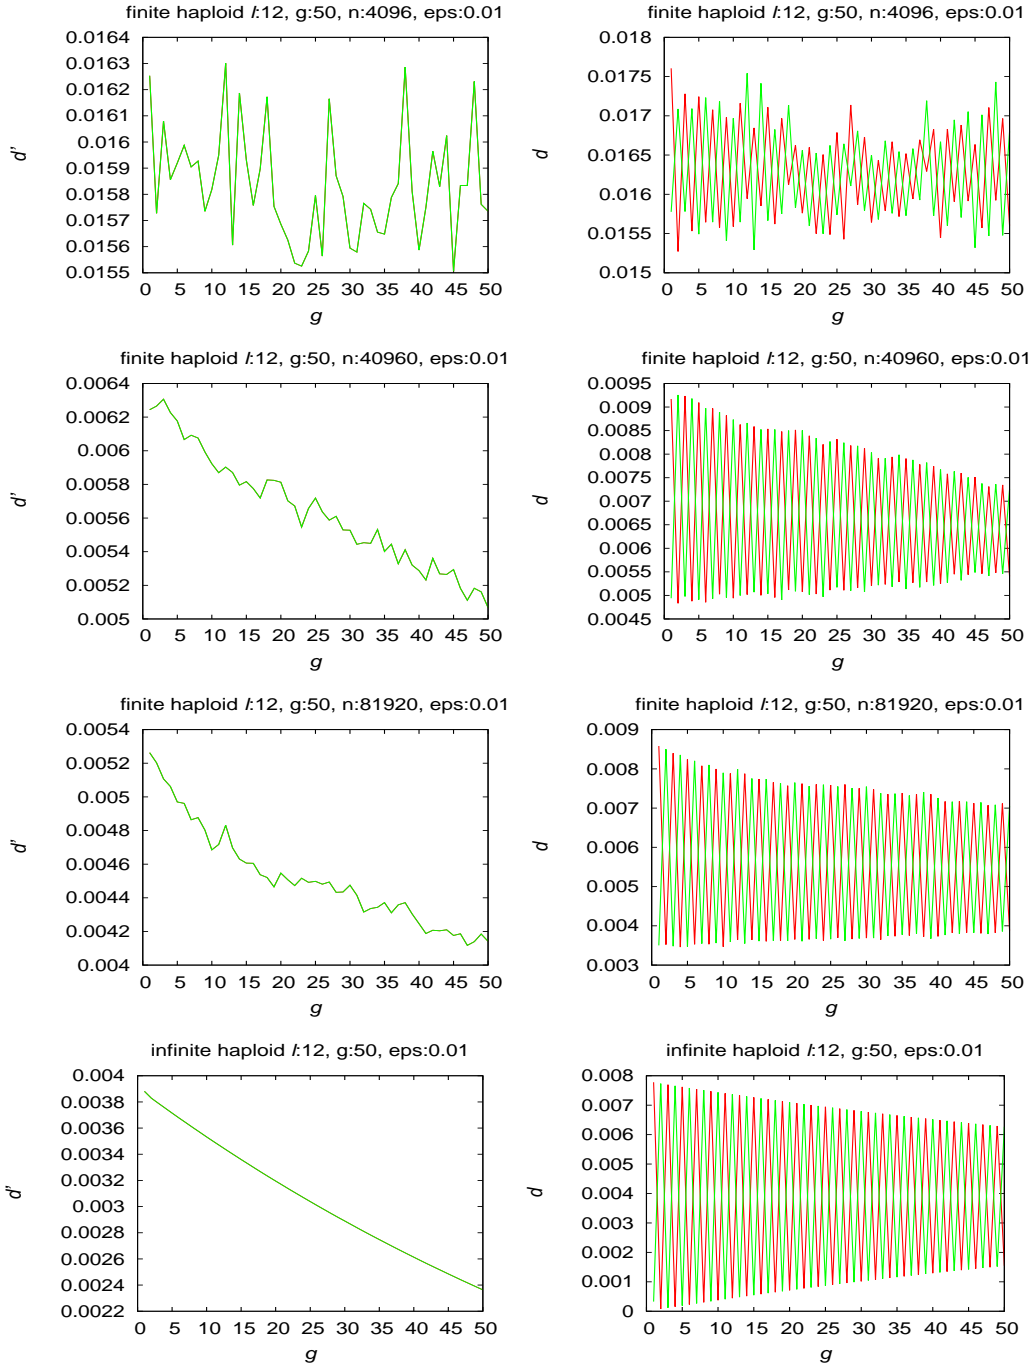 finite haploid l:12, g:50, n:4096, eps:0.01
0.0164
0.0163
0.0162
0.0161
0.016
0.0159
0.0158
0.0157
0.0156
0.0155
d'
0 5 10 15 20 25 30 35 40 45 50
g
finite haploid l:12, g:50, n:4096, eps:0.01
0.018
0.0175
0.017
0.0165
0.016
0.0155
0.015
d
0 5 10 15 20 25 30 35 40 45 50
g
finite haploid l:12, g:50, n:40960, eps:0.01
0.0064
0.0062
0.006
0.0058
0.0056
0.0054
0.0052
0.005
d'
0 5 10 15 20 25 30 35 40 45 50
g
finite haploid l:12, g:50, n:40960, eps:0.01
0.0095
0.009
0.0085
0.008
0.0075
0.007
0.0065
0.006
0.0055
0.005
0.0045
d
0 5 10 15 20 25 30 35 40 45 50
g
finite haploid l:12, g:50, n:81920, eps:0.01
0.0054
0.0052
0.005
0.0048
0.0046
0.0044
0.0042
0.004
d'
0 5 10 15 20 25 30 35 40 45 50
g
finite haploid l:12, g:50, n:81920, eps:0.01
0.009
0.008
0.007
0.006
0.005
0.004
0.003
d
0 5 10 15 20 25 30 35 40 45 50
g
infinite haploid l:12, g:50, eps:0.01
0.004
0.0038
0.0036
0.0034
0.0032
0.003
0.0028
0.0026
0.0024
0.0022
d'
0 5 10 15 20 25 30 35 40 45 50
g
infinite haploid l:12, g:50, eps:0.01
0.008
0.007
0.006
0.005
0.004
0.003
0.002
0.001
0
d
0 5 10 15 20 25 30 35 40 45 50
g